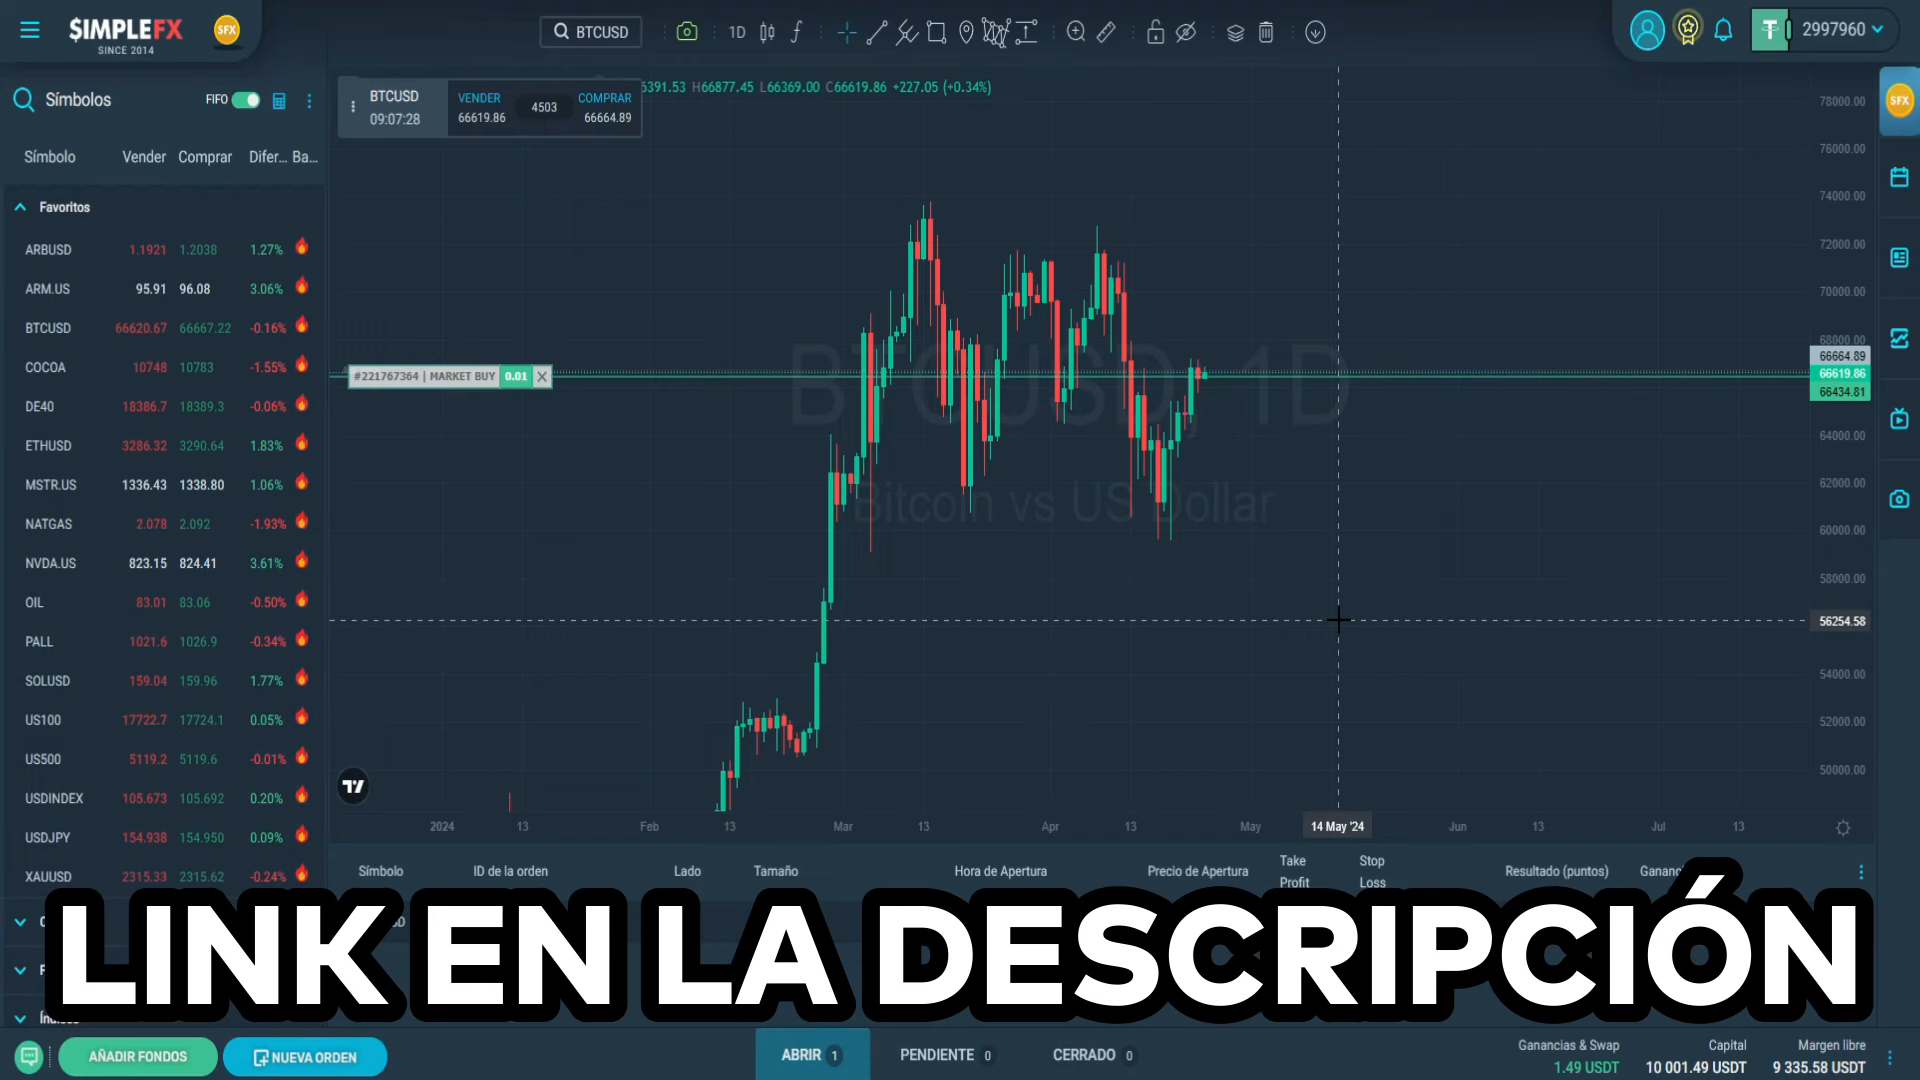 $IMPLEFX
SINCE 2014
SFX
BTCUSD
1D
2997960
Símbolos
FIFO
BTCUSD
09:07:28
VENDER
66619.86
4503
COMPRAR
66664.89
6391.53 H66877.45 L66369.00 C66619.86 +227.05 (+0.34%)
SFX
Símbolo Vender Comprar Difer... Ba...
Favoritos
ARBUSD 1.1921 1.2038 1.27%
ARM.US 95.91 96.08 3.06%
BTCUSD 66620.67 66667.22 -0.16%
COCOA 10748 10783 -1.55%
DE40 18386.7 18389.3 -0.06%
ETHUSD 3286.32 3290.64 1.83%
MSTR.US 1336.43 1338.80 1.06%
NATGAS 2.078 2.092 -1.93%
NVDA.US 823.15 824.41 3.61%
OIL 83.01 83.06 -0.50%
PALL 1021.6 1026.9 -0.34%
SOLUSD 159.04 159.96 1.77%
US100 17722.7 17724.1 0.05%
US500 5119.2 5119.6 -0.01%
USDINDEX 105.673 105.692 0.20%
USDJPY 154.938 154.950 0.09%
XAUUSD 2315.33 2315.62 -0.24%
#221767364 | MARKET BUY 0.01
BTCUSD, 1D
Bitcoin vs US Dollar
78000.00
76000.00
74000.00
72000.00
70000.00
68000.00
66664.89
66619.86
66434.81
64000.00
62000.00
60000.00
58000.00
56254.58
54000.00
52000.00
50000.00
2024 13 Feb 13 Mar 13 Apr 13 May 14 May '24 Jun 13 Jul 13
Símbolo ID de la orden Lado Tamaño Hora de Apertura Precio de Apertura Take Profit Stop Loss Resultado (puntos)
LINK EN LA DESCRIPCIÓN
AÑADIR FONDOS
NUEVA ORDEN
ABRIR 1
PENDIENTE 0
CERRADO 0
Ganancias & Swap
1.49 USDT
Capital
10 001.49 USDT
Margen libre
9 335.58 USDT